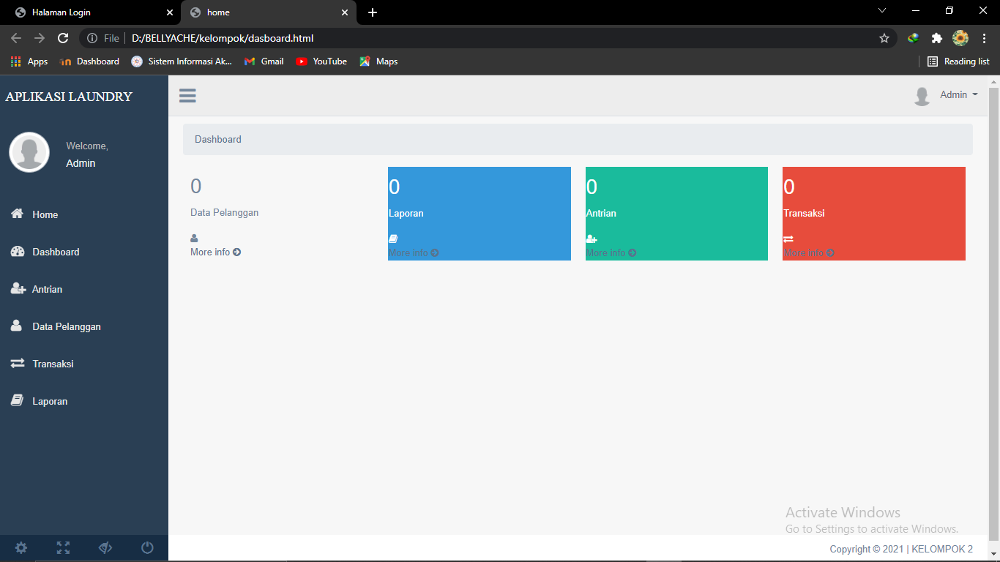 Halaman Login
home
File
D:/BELLYACHE/kelompok/dasboard.html
Apps
Dashboard
Sistem Informasi Ak...
Gmail
YouTube
Maps
Reading list
APLIKASI LAUNDRY
Welcome,
Admin
Home
Dashboard
Antrian
Data Pelanggan
Transaksi
Laporan
Admin
Dashboard
0
Data Pelanggan
More info
0
Laporan
More info
0
Antrian
More info
0
Transaksi
More info
Activate Windows
Go to Settings to activate Windows.
Copyright © 2021 | KELOMPOK 2